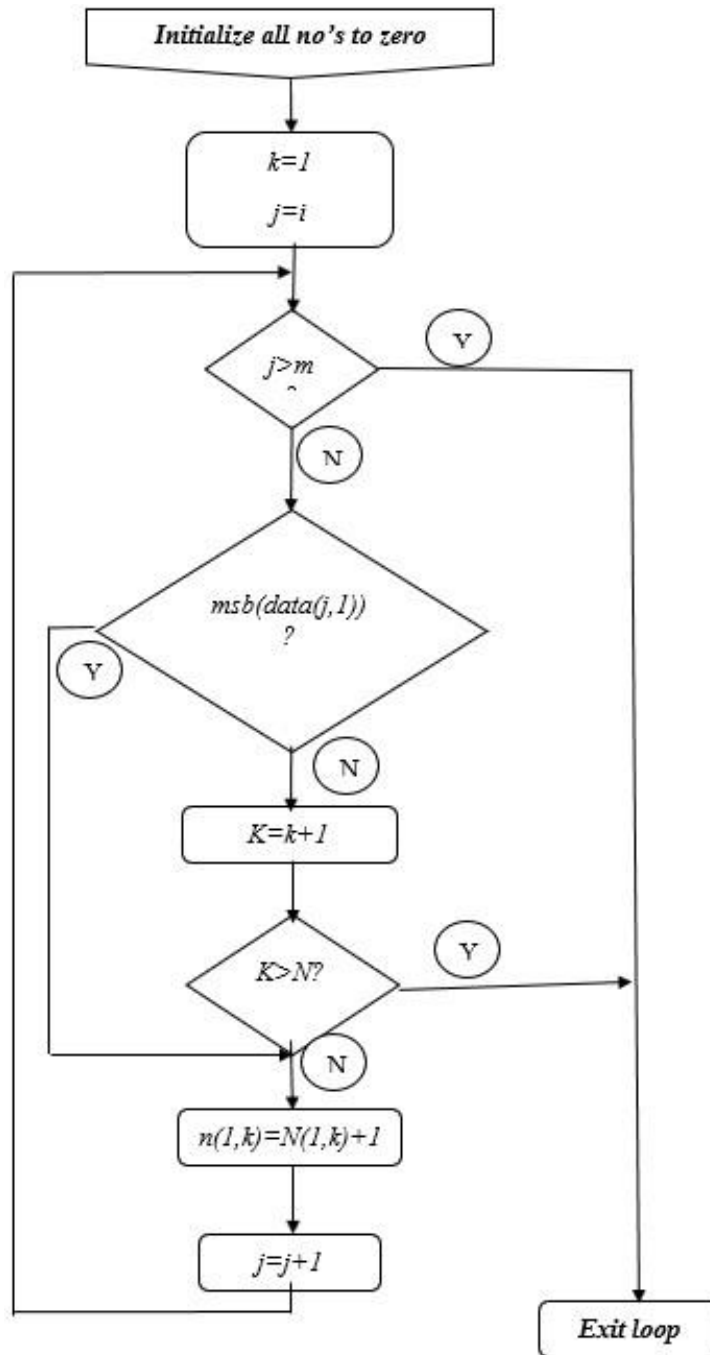 Initialize all no's to zero
k=1
j=i
j>m
Y
N
msb(data(j,1))
?
Y
N
K=k+1
K>N?
Y
N
n(1,k)=N(1,k)+1
j=j+1
Exit loop